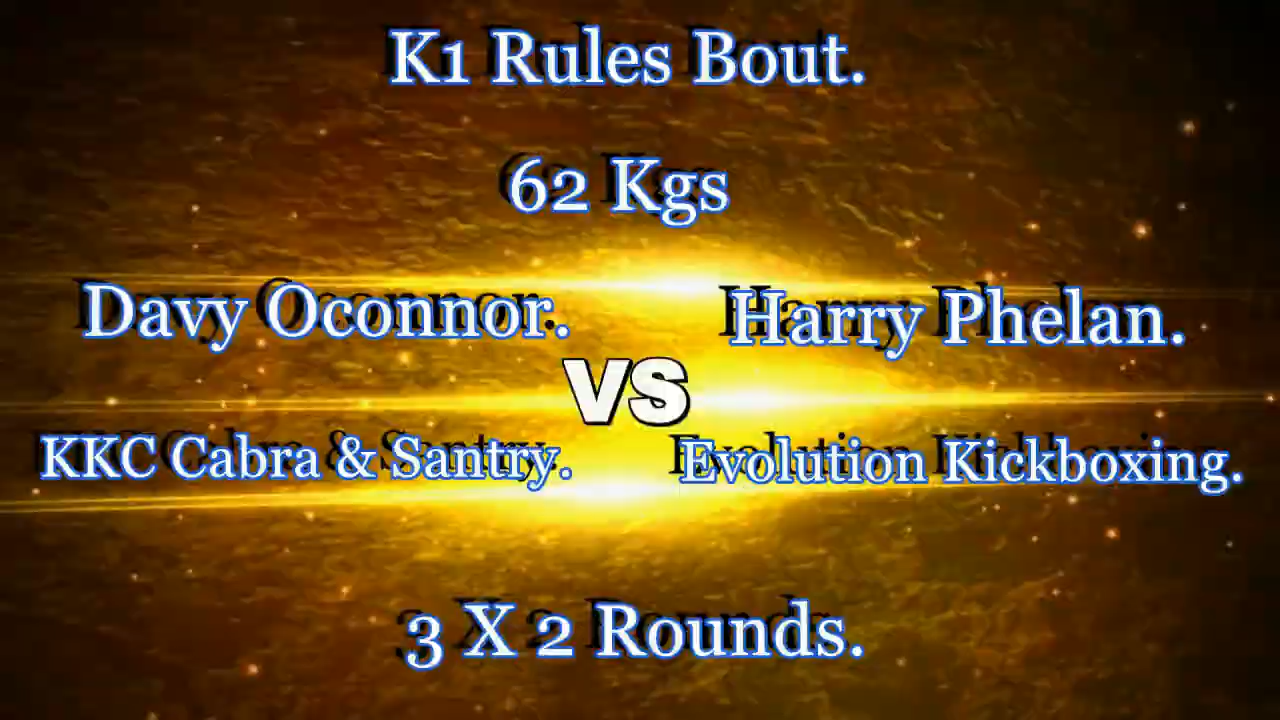 K1 Rules Bout.
62 Kgs
Davy Oconnor.
Harry Phelan.
VS
KKC Cabra & Santry.
Evolution Kickboxing.
3 X 2 Rounds.